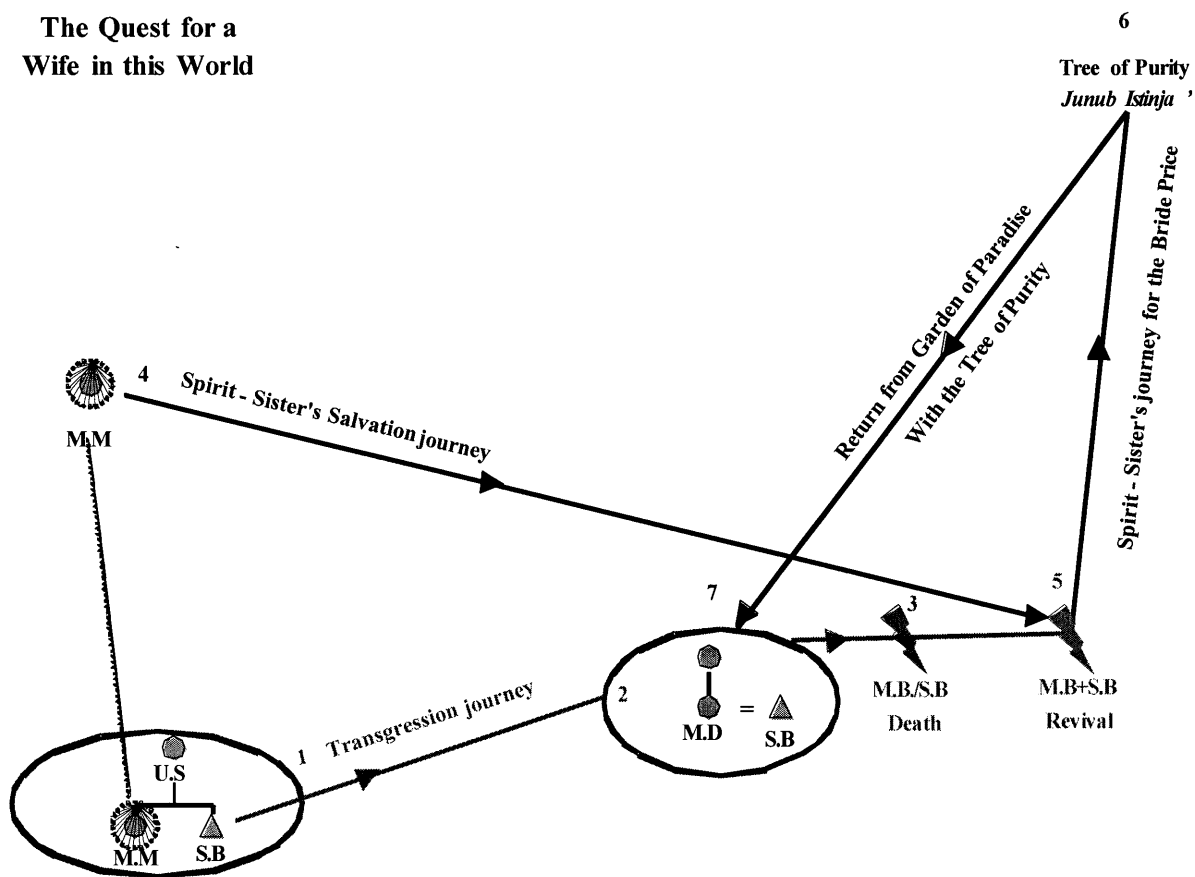 The Quest for a
Wife in this World
6
Tree of Purity
Junub Istinja '
Return from Garden of Paradise
With the Tree of Purity
Spirit - Sister's journey for the Bride Price
4
Spirit - Sister's Salvation journey
M.M
7
3
5
2
M.D = S.B
M.B./S.B
Death
M.B+S.B
Revival
1 Transgression journey
U.S
M.M
S.B